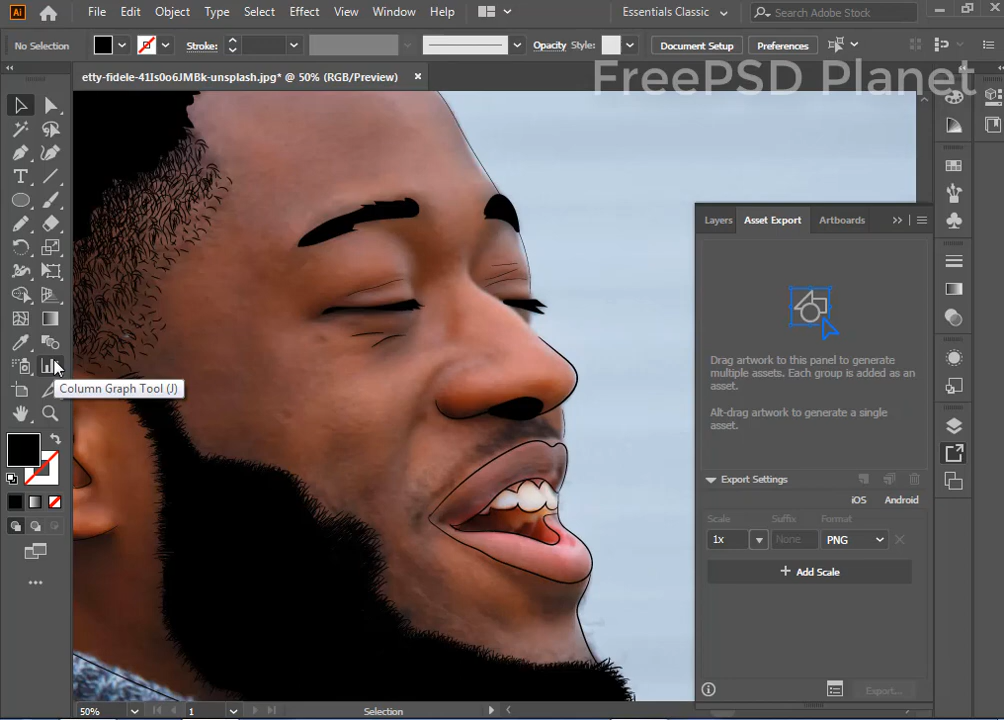 Ai File Edit Object Type Select Effect View Window Help Essentials Classic Search Adobe Stock
No Selection Stroke: Opacity Style: Document Setup Preferences
etty-fidele-41Is0o6JMBk-unsplash.jpg* @ 50% (RGB/Preview) ×
FreePSD Planet
Layers Asset Export Artboards
Drag artwork to this panel to generate
multiple assets. Each group is added as an
asset.
Alt-drag artwork to generate a single
asset.
Column Graph Tool (J)
Export Settings
iOS Android
Scale Suffix Format
1x None PNG
+ Add Scale
Export...
50% 1 Selection